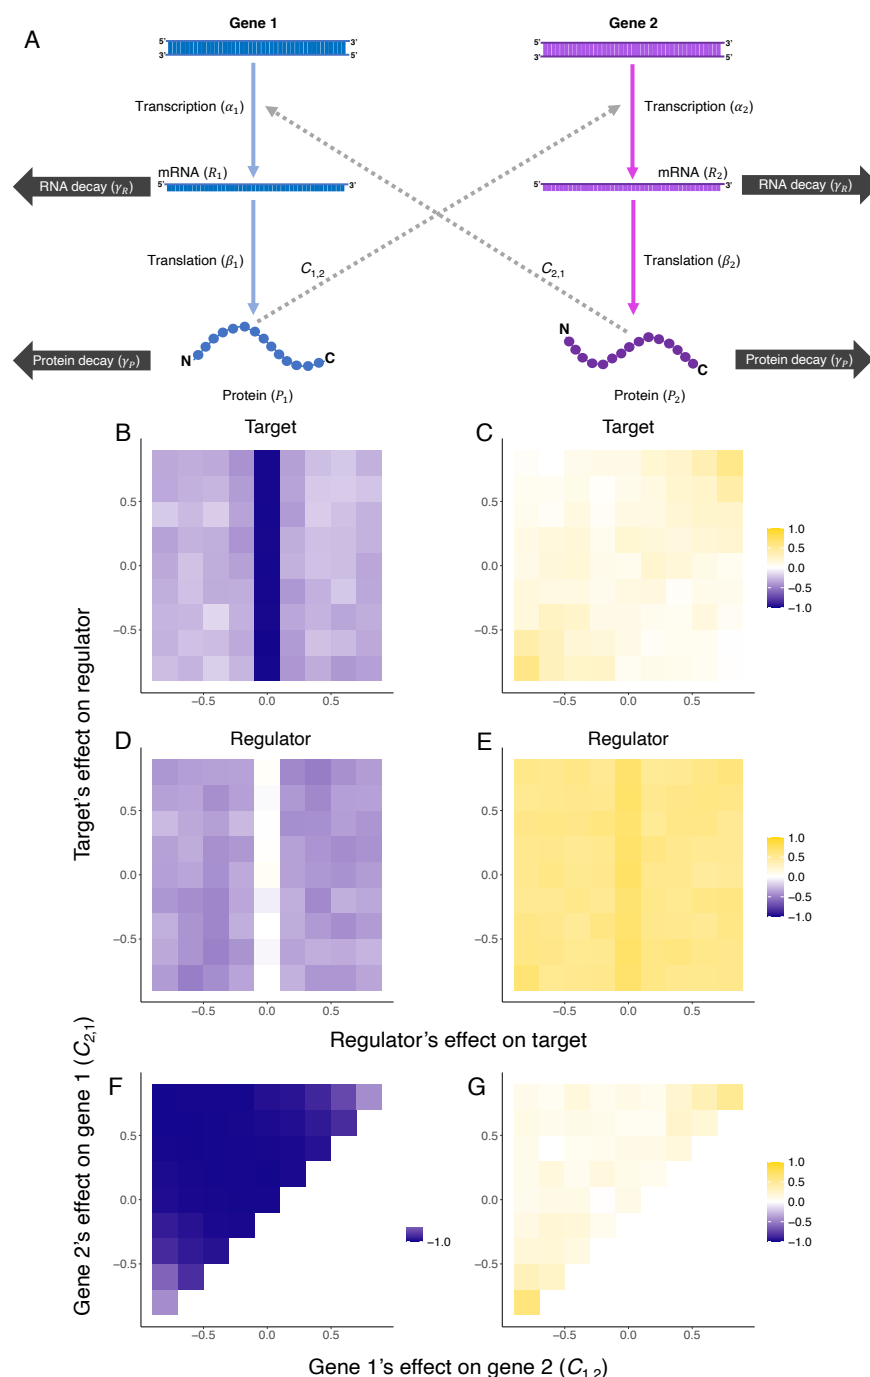 A
Gene 1
Gene 2
5' 3'
3' 5'
5' 3'
3' 5'
Transcription (α1)
Transcription (α2)
mRNA (R1)
mRNA (R2)
5' 3'
5' 3'
RNA decay (γR)
RNA decay (γR)
Translation (β1)
C1,2
C2,1
Translation (β2)
N
C
N
C
Protein decay (γP)
Protein decay (γP)
Protein (P1)
Protein (P2)
B
Target
0.5
0.0
−0.5
−0.5 0.0 0.5
C
Target
0.5
0.0
−0.5
−0.5 0.0 0.5
1.0
0.5
0.0
−0.5
−1.0
Target's effect on regulator
D
Regulator
0.5
0.0
−0.5
−0.5 0.0 0.5
E
Regulator
0.5
0.0
−0.5
−0.5 0.0 0.5
1.0
0.5
0.0
−0.5
−1.0
Regulator's effect on target
Gene 2's effect on gene 1 (C2,1)
F
0.5
0.0
−0.5
−0.5 0.0 0.5
−1.0
G
0.5
0.0
−0.5
−0.5 0.0 0.5
1.0
0.5
0.0
−0.5
−1.0
Gene 1's effect on gene 2 (C1,2)